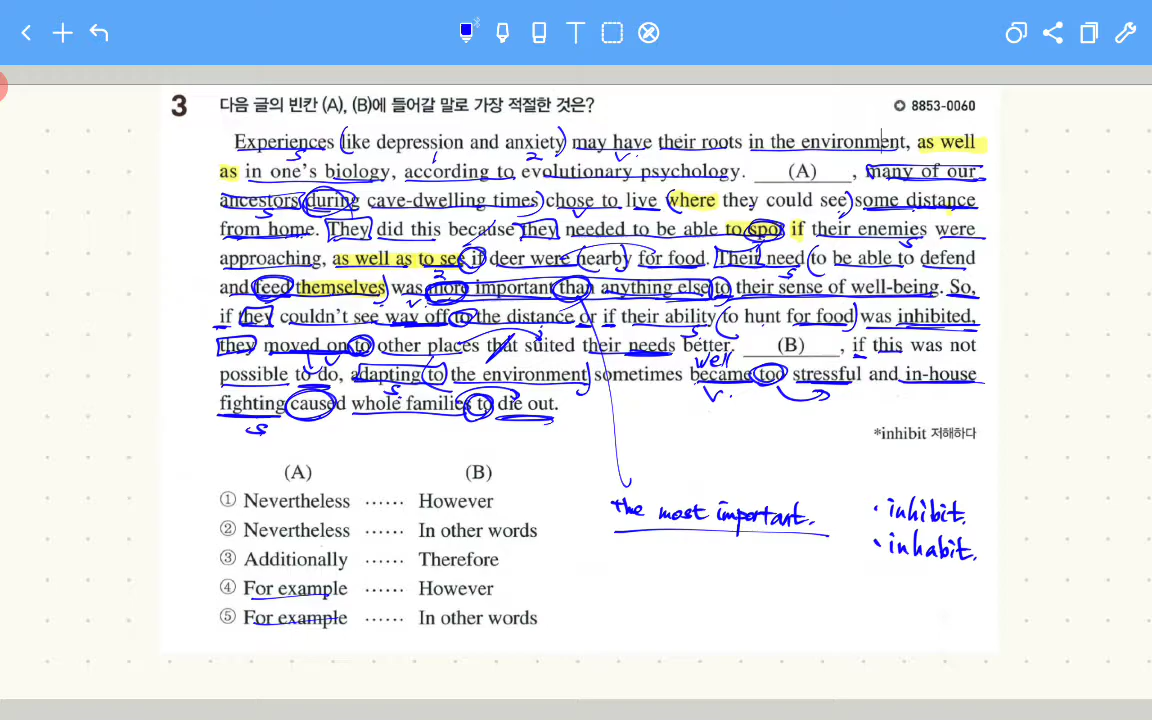 3 다음 글의 빈칸 (A), (B)에 들어갈 말로 가장 적절한 것은? 8853-0060
Experiences (like depression and anxiety) may have their roots in the environment, as well
as in one's biology, according to evolutionary psychology. (A) , many of our
ancestors during cave-dwelling times) chose to live (where they could see) some distance
from home. They did this because they needed to be able to spot if their enemies were
approaching, as well as to see if deer were nearby) for food. Their need (to be able to defend
and feed themselves) was more important than anything else to their sense of well-being. So,
if they couldn't see way off to the distance or if their ability (to hunt for food) was inhibited,
they moved on to other places that suited their needs better. (B) , if this was not
well
possible to do, adapting to the environment) sometimes became too stressful and in-house
fighting caused whole families to die out.
*inhibit 저해하다
(A) (B)
① Nevertheless ...... However
② Nevertheless ...... In other words
③ Additionally ...... Therefore
④ For example ...... However
⑤ For example ...... In other words
the most important.
· inhibit.
· inhabit.